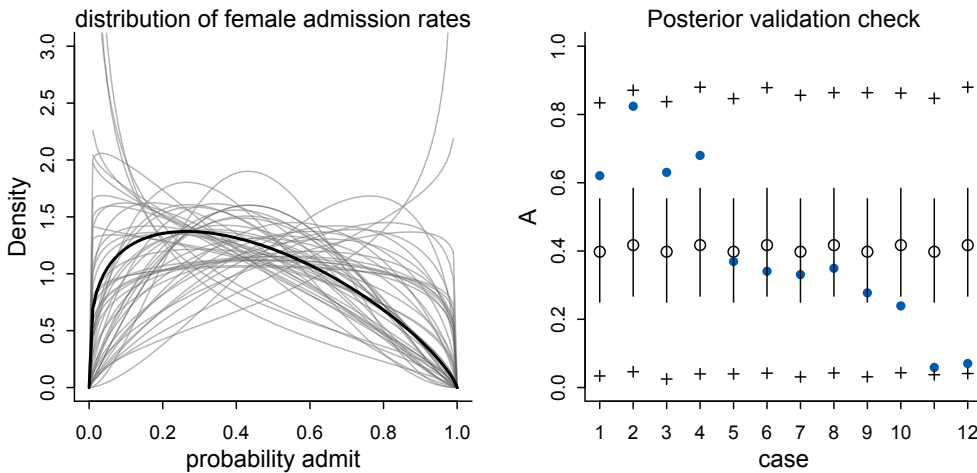 distribution of female admission rates
3.0
2.5
2.0
1.5
1.0
0.5
0.0
Density
0.0 0.2 0.4 0.6 0.8 1.0
probability admit
Posterior validation check
1.0
0.8
0.6
0.4
0.2
0.0
A
1 2 3 4 5 6 7 8 9 10 12
case